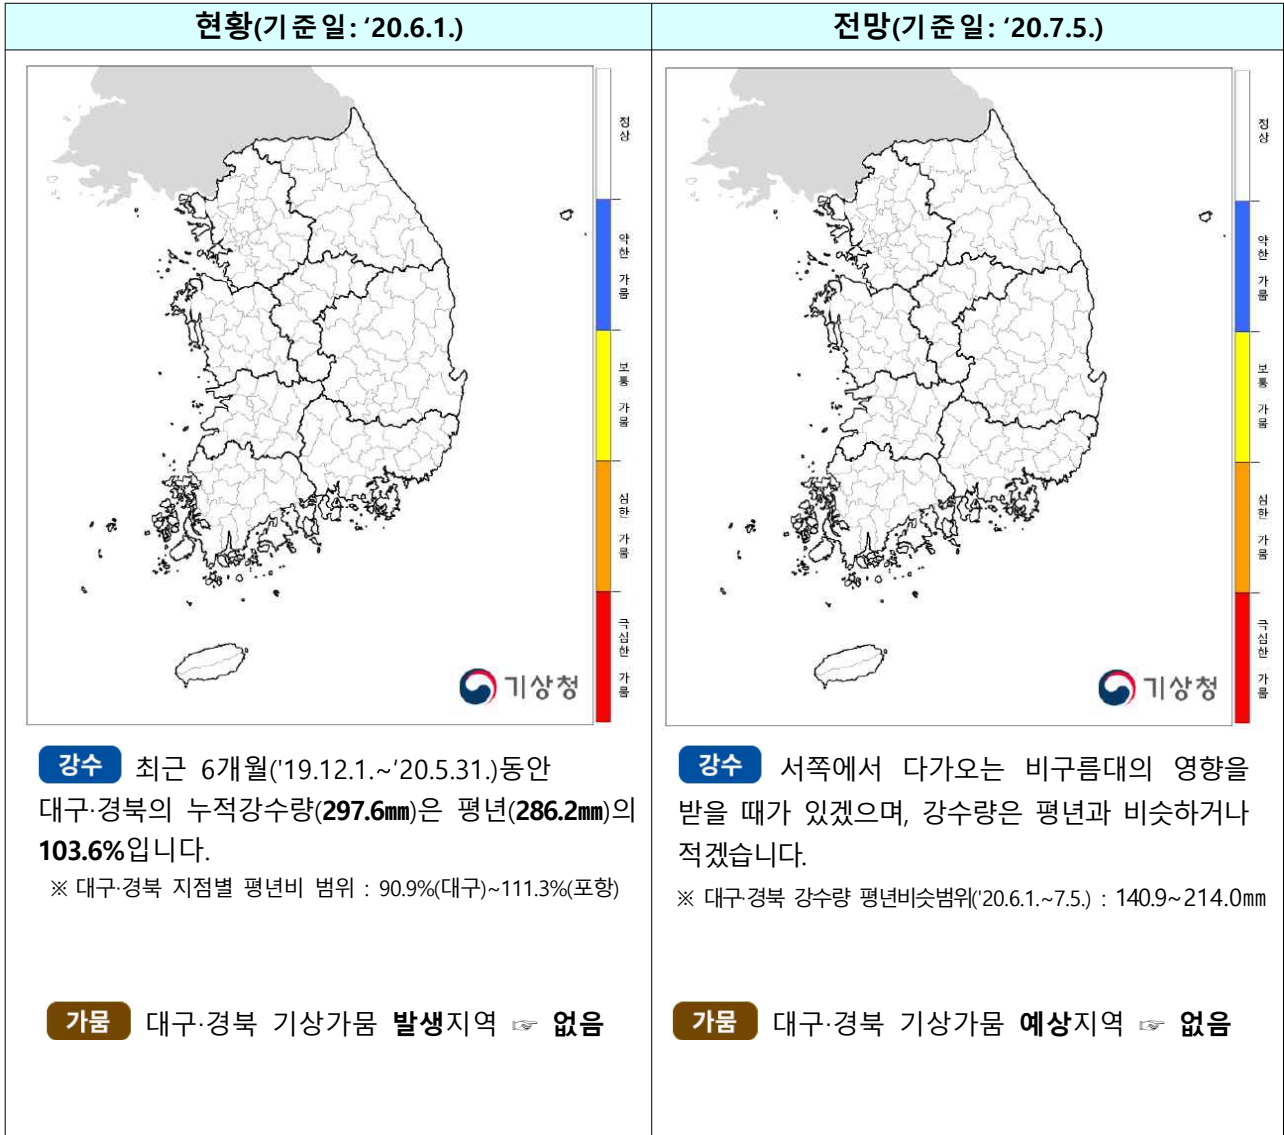 현황(기준일: ‘20.6.1.)
정상
약한 가뭄
보통 가뭄
심한 가뭄
극심한 가뭄
기상청
강수 최근 6개월('19.12.1.~‘20.5.31.)동안
대구·경북의 누적강수량(297.6㎜)은 평년(286.2㎜)의
103.6%입니다.
※ 대구·경북 지점별 평년비 범위 : 90.9%(대구)~111.3%(포항)
가뭄 대구·경북 기상가뭄 발생지역 ☞ 없음
전망(기준일: ‘20.7.5.)
정상
약한 가뭄
보통 가뭄
심한 가뭄
극심한 가뭄
기상청
강수 서쪽에서 다가오는 비구름대의 영향을
받을 때가 있겠으며, 강수량은 평년과 비슷하거나
적겠습니다.
※ 대구·경북 강수량 평년비슷범위('20.6.1.~7.5.) : 140.9~214.0㎜
가뭄 대구·경북 기상가뭄 예상지역 ☞ 없음